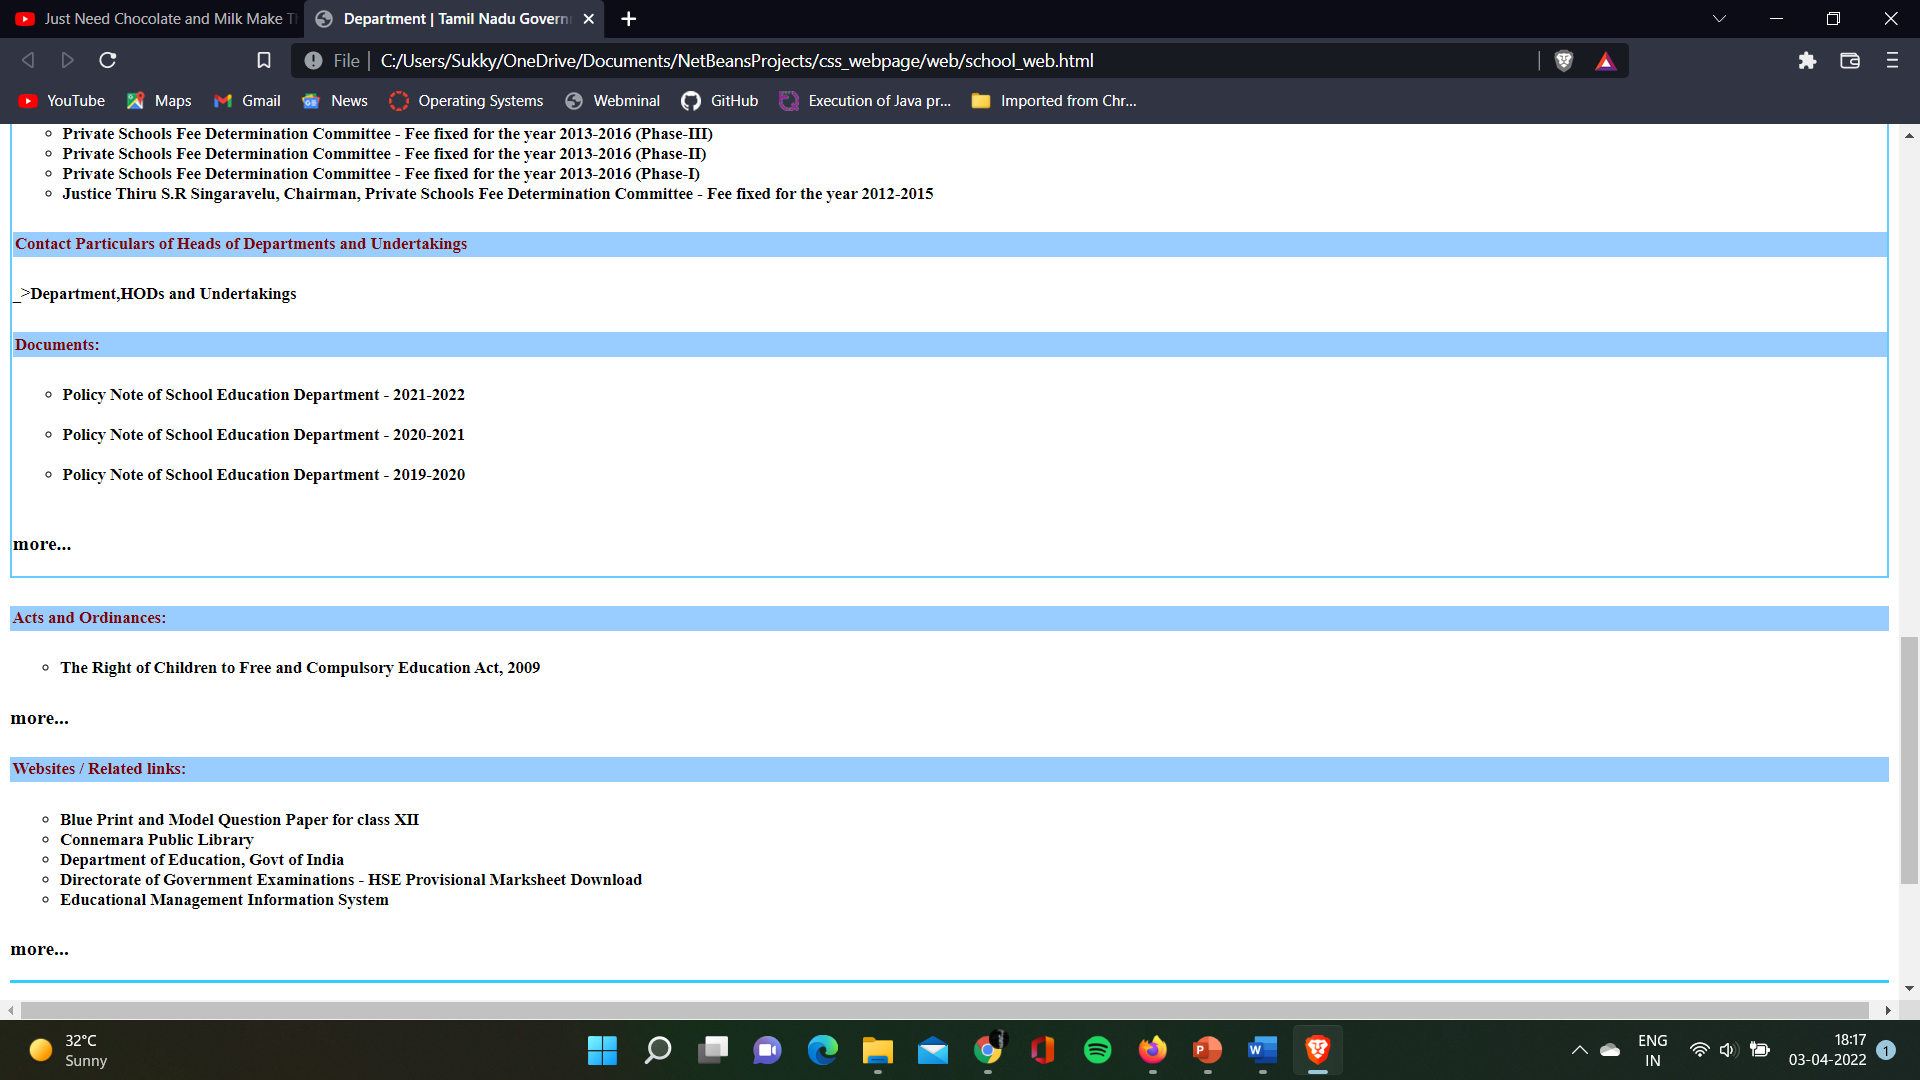 Just Need Chocolate and Milk Make T
Department | Tamil Nadu Govern
File
C:/Users/Sukky/OneDrive/Documents/NetBeansProjects/css_webpage/web/school_web.html
YouTube
Maps
Gmail
News
Operating Systems
Webminal
GitHub
Execution of Java pr...
Imported from Chr...
Private Schools Fee Determination Committee - Fee fixed for the year 2013-2016 (Phase-III)
Private Schools Fee Determination Committee - Fee fixed for the year 2013-2016 (Phase-II)
Private Schools Fee Determination Committee - Fee fixed for the year 2013-2016 (Phase-I)
Justice Thiru S.R Singaravelu, Chairman, Private Schools Fee Determination Committee - Fee fixed for the year 2012-2015
Contact Particulars of Heads of Departments and Undertakings
_>Department,HODs and Undertakings
Documents:
Policy Note of School Education Department - 2021-2022
Policy Note of School Education Department - 2020-2021
Policy Note of School Education Department - 2019-2020
more...
Acts and Ordinances:
The Right of Children to Free and Compulsory Education Act, 2009
more...
Websites / Related links:
Blue Print and Model Question Paper for class XII
Connemara Public Library
Department of Education, Govt of India
Directorate of Government Examinations - HSE Provisional Marksheet Download
Educational Management Information System
more...
32°C
Sunny
ENG
IN
18:17
03-04-2022
1